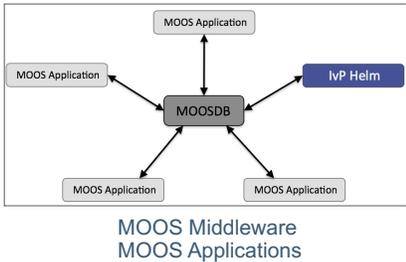 MOOS Application
MOOS Application
IvP Helm
MOOSDB
MOOS Application
MOOS Application
MOOS Middleware
MOOS Applications